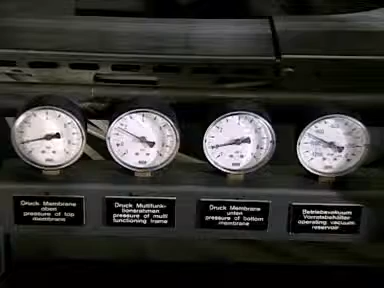 Druck Membrane
oben
pressure of top
membrane
Druck Multifunk-
tionsrahmen
pressure of multi
functioning frame
Druck Membrane
unten
pressure of bottom
membrane
Betriebsvakuum
Vorratsbehälter
operating vacuum
reservoir